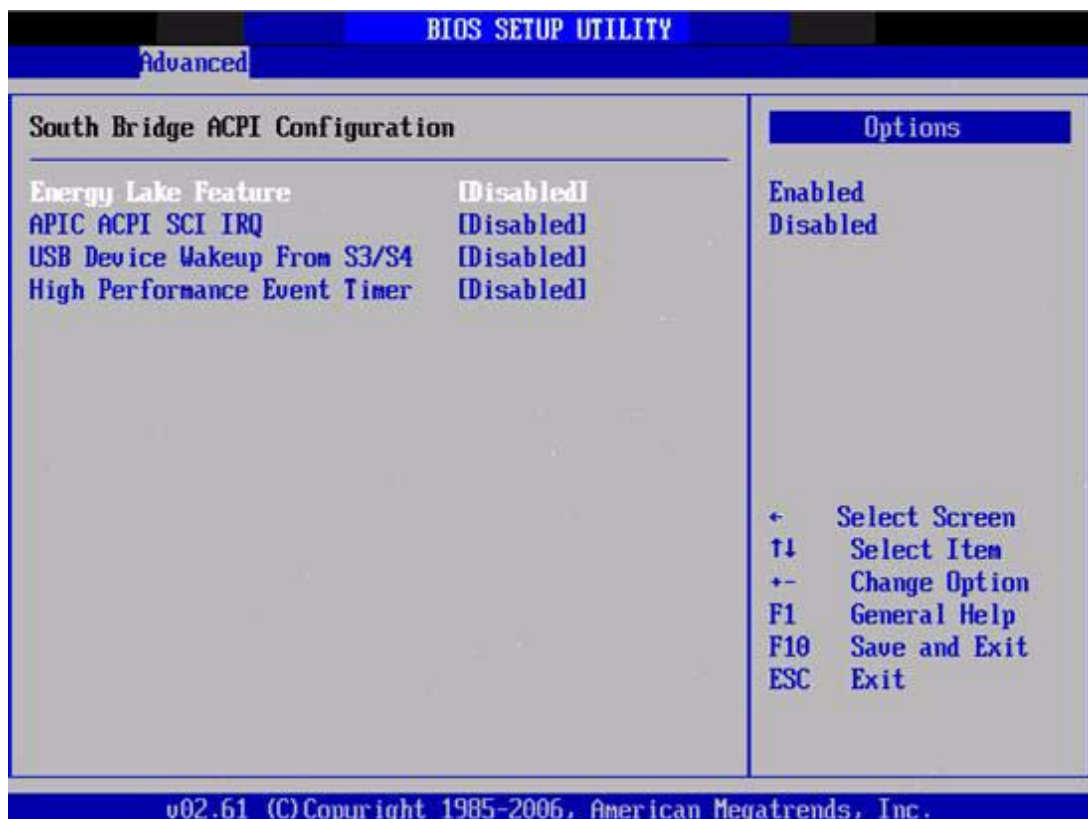 BIOS SETUP UTILITY
Advanced
South Bridge ACPI Configuration
Energy Lake Feature [Disabled]
APIC ACPI SCI IRQ [Disabled]
USB Device Wakeup From S3/S4 [Disabled]
High Performance Event Timer [Disabled]
Options
Enabled
Disabled
← Select Screen
↑↓ Select Item
+- Change Option
F1 General Help
F10 Save and Exit
ESC Exit
v02.61 (C)Copyright 1985-2006, American Megatrends, Inc.